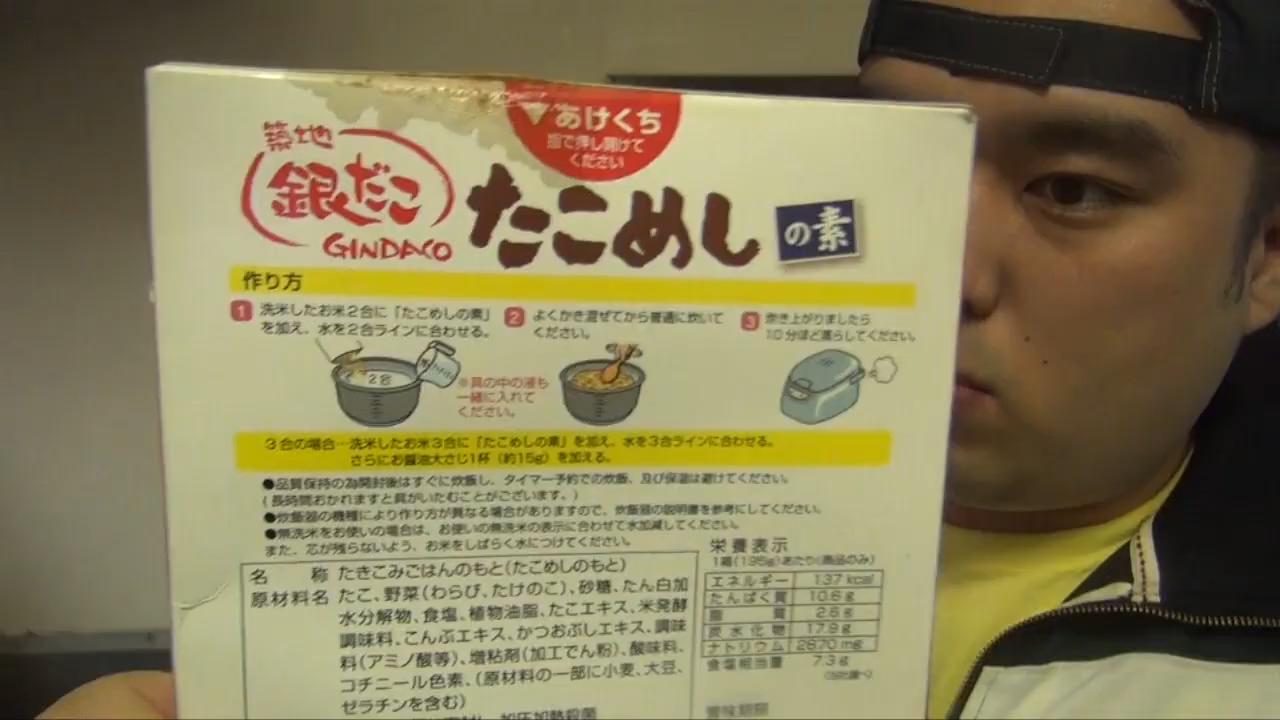 あけくち
指で押し開けて
ください
築地
銀だこ
GINDACO
たこめし
の素
作り方
1 洗米したお米2合に「たこめしの素」
を加え、水を2合ラインに合わせる。
※具の中の液も
一緒に入れて
ください。
2 よくかき混ぜてから普通に炊いて
ください。
3 炊き上がりましたら
10分ほど蒸らしてください。
2合
3合の場合…洗米したお米3合に「たこめしの素」を加え、水を3合ラインに合わせる。
さらにお醤油大さじ1杯(約15g)を加える。
●品質保持の為開封後はすぐに炊飯し、タイマー予約での炊飯、及び保温は避けてください。
(長時間おかれますと具がいたむことがございます。)
●炊飯器の機種により作り方が異なる場合がありますので、炊飯器の説明書を参考にしてください。
●無洗米をお使いの場合は、お使いの無洗米の表示に合わせて水加減してください。
また、芯が残らないよう、お米をしばらく水につけてください。
名称 たきこみごはんのもと(たこめしのもと)
原材料名 たこ、野菜(わらび、たけのこ)、砂糖、たん白加
水分解物、食塩、植物油脂、たこエキス、米発酵
調味料、こんぶエキス、かつおぶしエキス、調味
料(アミノ酸等)、増粘剤(加工でん粉)、酸味料、
コチニール色素、(原材料の一部に小麦、大豆、
ゼラチンを含む)
加圧加熱殺菌
栄養表示
1箱(195g)あたり(商品のみ)
エネルギー 137 kcal
たんぱく質 10.6 g
脂質 2.6 g
炭水化物 17.9 g
ナトリウム 2870 mg
食塩相当量 7.3 g
賞味期限